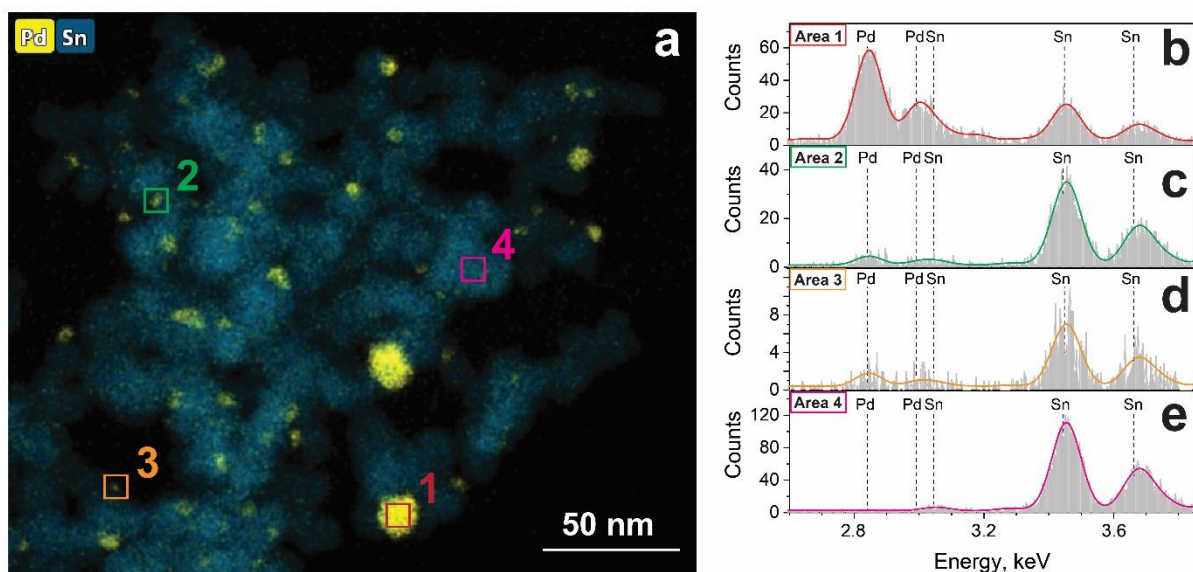 Pd Sn
a
2
4
3
1
50 nm
Area 1
Pd
Pd Sn
Sn
Sn
b
60
40
20
0
Counts
Area 2
Pd
Pd Sn
Sn
Sn
c
40
20
0
Counts
Area 3
Pd
Pd Sn
Sn
Sn
d
8
4
0
Counts
Area 4
Pd
Pd Sn
Sn
Sn
e
120
80
40
0
Counts
2.8
3.2
3.6
Energy, keV